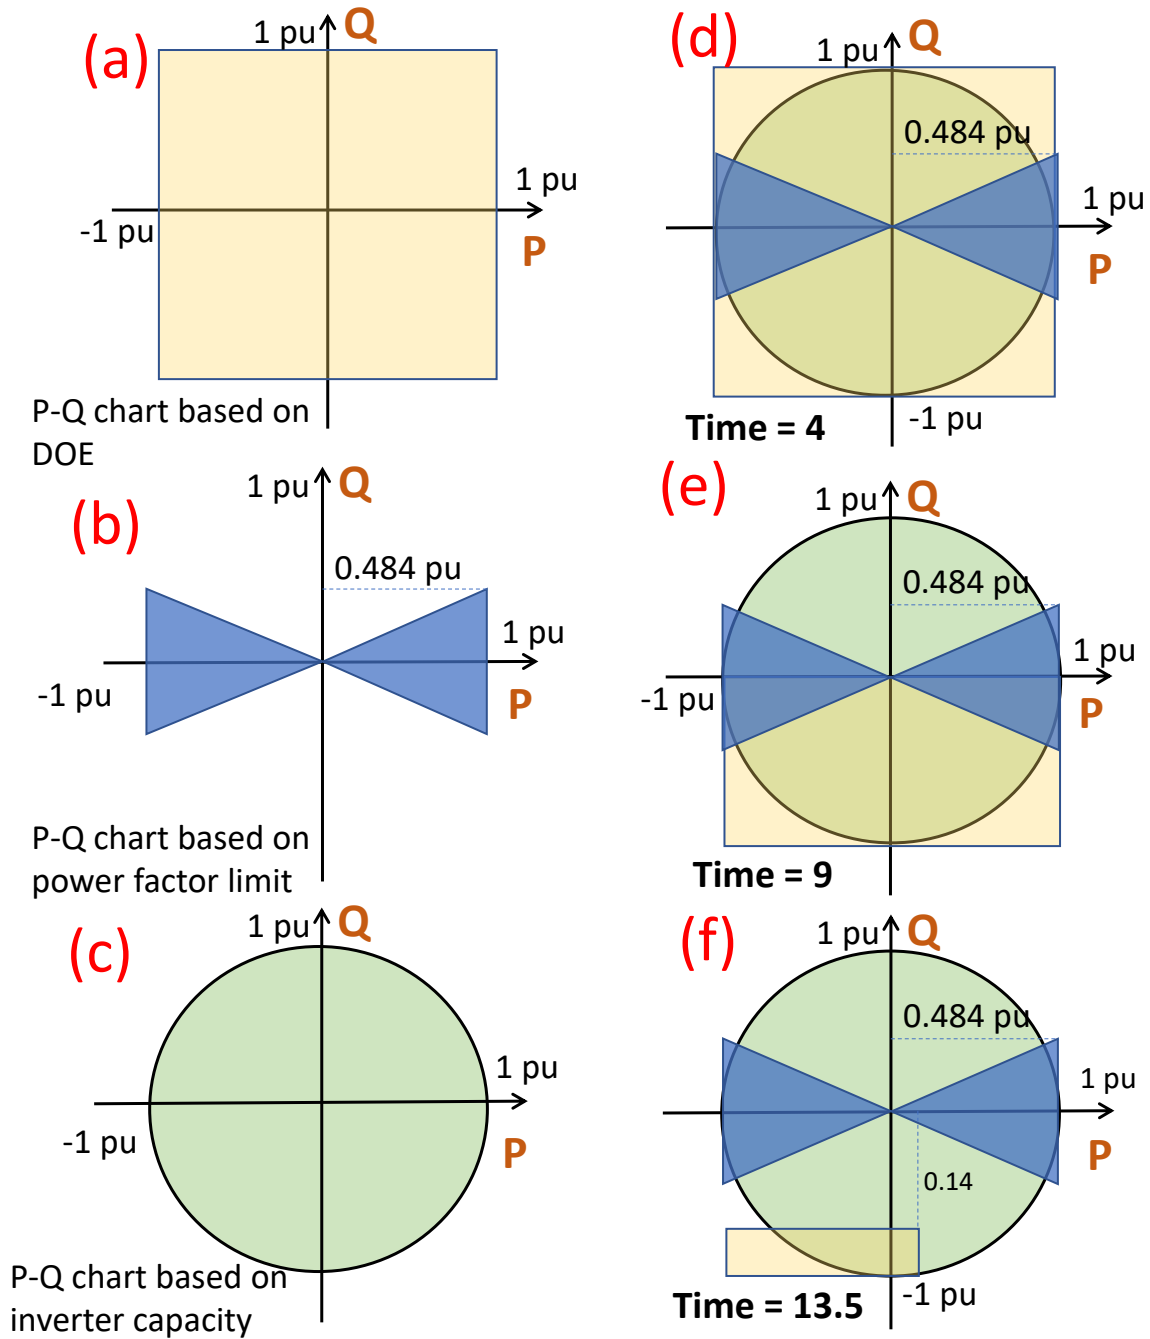 (a)
1 pu
Q
1 pu
-1 pu
P
P-Q chart based on
DOE
(b)
1 pu
Q
0.484 pu
1 pu
-1 pu
P
P-Q chart based on
power factor limit
(c)
1 pu
Q
1 pu
-1 pu
P
P-Q chart based on
inverter capacity
(d)
1 pu
Q
0.484 pu
1 pu
P
-1 pu
Time = 4
(e)
1 pu
Q
0.484 pu
1 pu
-1 pu
P
Time = 9
(f)
1 pu
Q
0.484 pu
1 pu
P
0.14
-1 pu
Time = 13.5